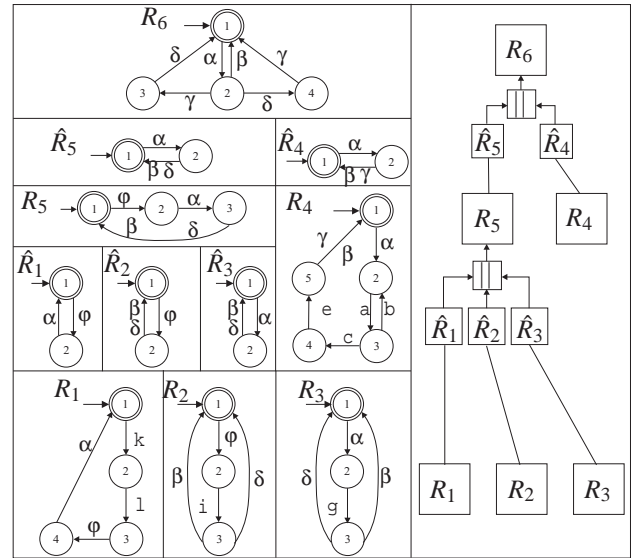 R₆
1
δ α β γ
3 2 4
γ δ
R̂₅
α
1 2
β δ
R̂₄
α
1 2
β γ
R₅
φ α
1 2 3
β δ
R₄
1
γ β α
5 2
e a b
4 c 3
R̂₁
1
α φ
2
R̂₂
1
β δ φ
2
R̂₃
1
β δ α
2
R₁
1
α k
2
l
4 φ 3
R₂
1
φ
β 2 δ
i
3
R₃
1
α
δ 2 β
g
3
R₆
R̂₅ R̂₄
R₅ R₄
R̂₁ R̂₂ R̂₃
R₁ R₂ R₃